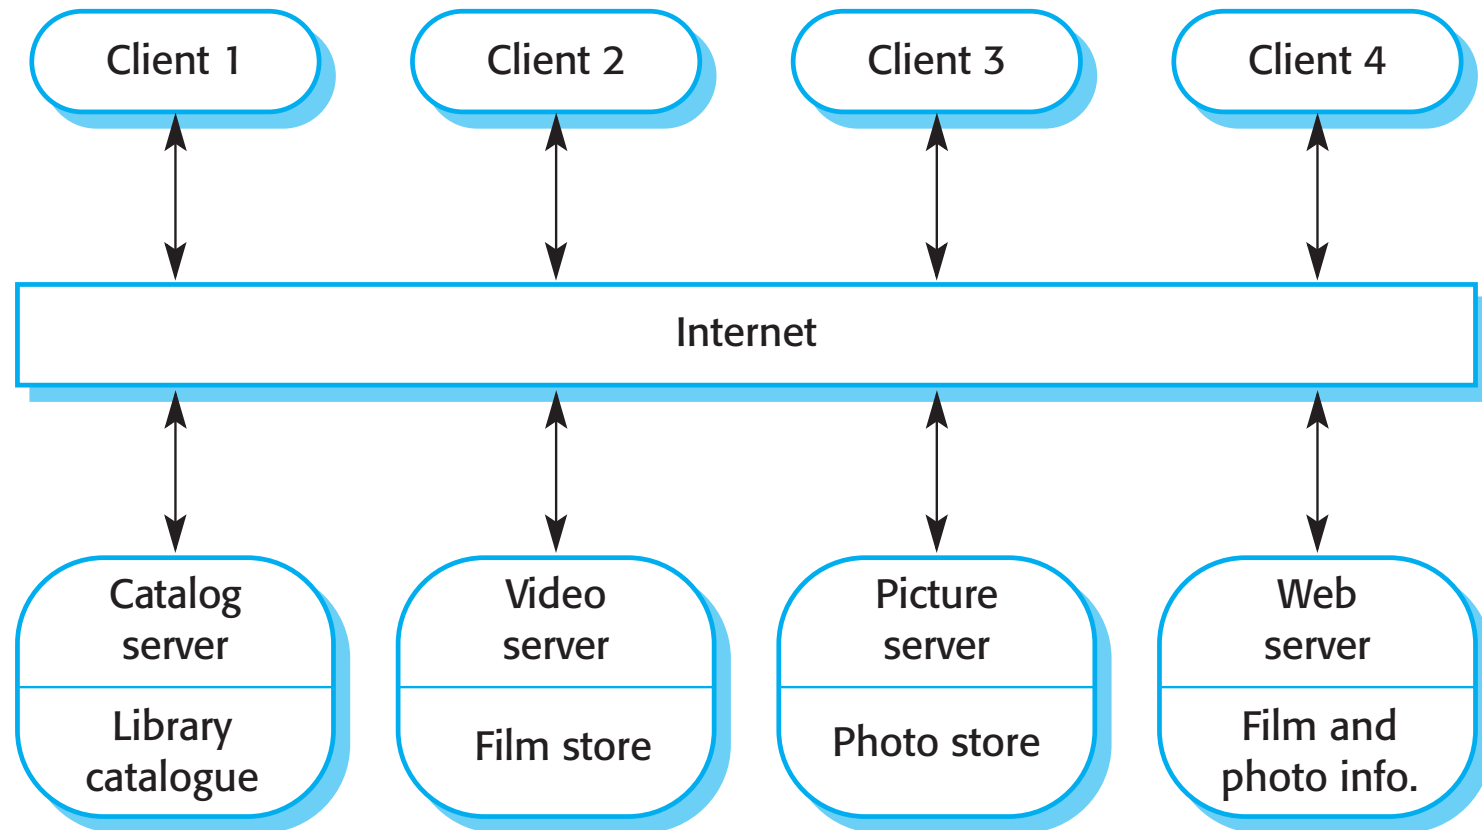 Client 1
Client 2
Client 3
Client 4
Internet
Catalog
server
Library
catalogue
Video
server
Film store
Picture
server
Photo store
Web
server
Film and
photo info.